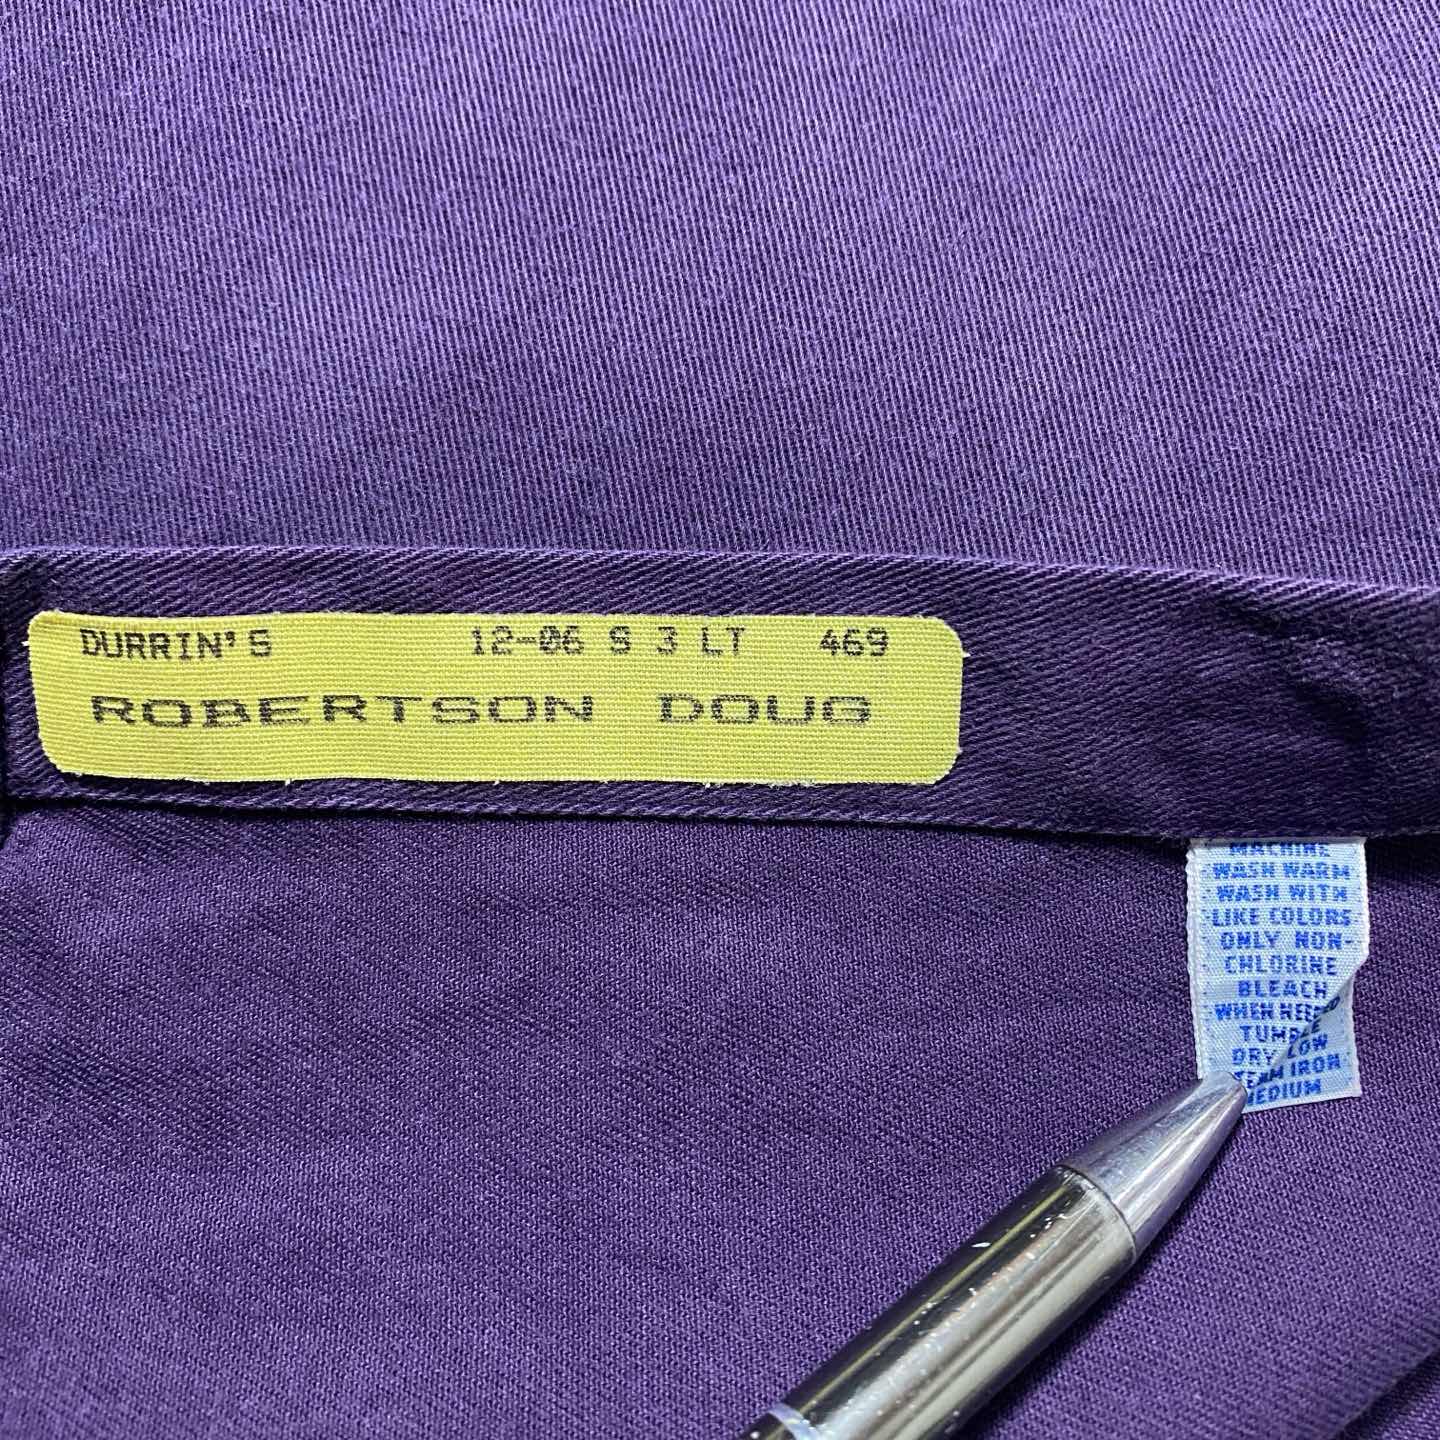 DURRIN'S 12-06 S 3 LT 469
ROBERTSON DOUG
MACHINE
WASH WARM
WASH WITH
LIKE COLORS
ONLY NON-
CHLORINE
BLEACH
WHEN NEEDED
TUMBLE
DRY LOW
IRON
MEDIUM